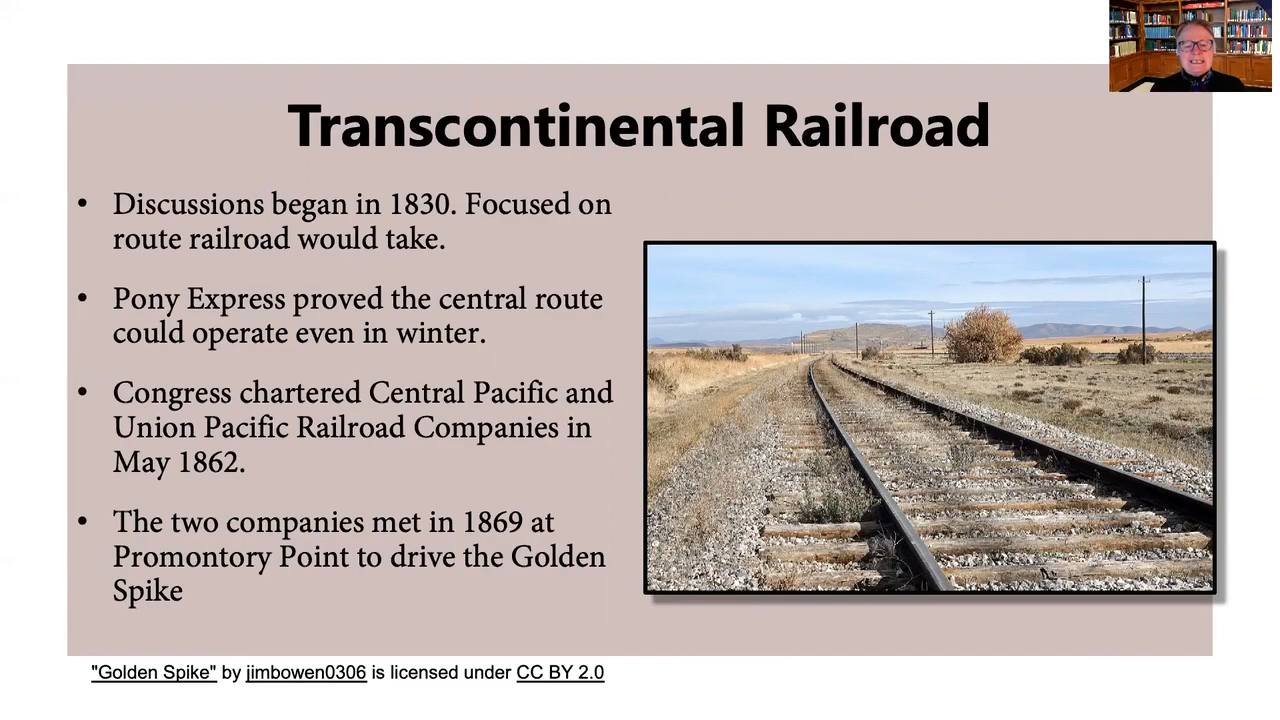 Transcontinental Railroad
• Discussions began in 1830. Focused on
route railroad would take.
• Pony Express proved the central route
could operate even in winter.
• Congress chartered Central Pacific and
Union Pacific Railroad Companies in
May 1862.
• The two companies met in 1869 at
Promontory Point to drive the Golden
Spike
"Golden Spike" by jimbowen0306 is licensed under CC BY 2.0